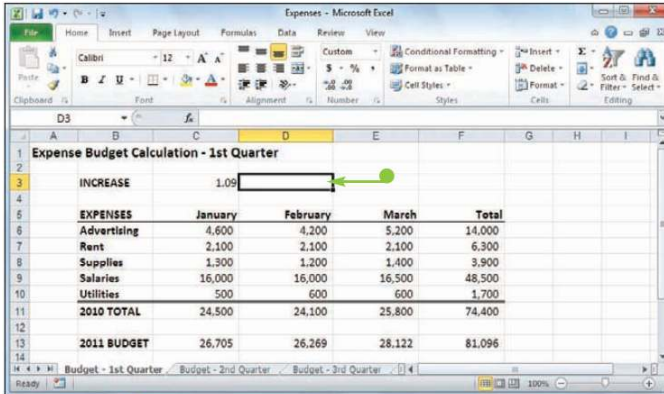 Expenses - Microsoft Excel
File Home Insert Page Layout Formulas Data Review View
Calibri 12 A A Custom Conditional Formatting Insert Σ
Paste B I U A $ % , Format as Table Delete Sort & Find &
Cell Styles Format Filter Select
Clipboard Font Alignment Number Styles Cells Editing
D3 fx
A B C D E F G H I
1 Expense Budget Calculation - 1st Quarter
2
3 INCREASE 1.09
4
5 EXPENSES January February March Total
6 Advertising 4,600 4,200 5,200 14,000
7 Rent 2,100 2,100 2,100 6,300
8 Supplies 1,300 1,200 1,400 3,900
9 Salaries 16,000 16,000 16,500 48,500
10 Utilities 500 600 600 1,700
11 2010 TOTAL 24,500 24,100 25,800 74,400
12
13 2011 BUDGET 26,705 26,269 28,122 81,096
14
Budget - 1st Quarter Budget - 2nd Quarter Budget - 3rd Quarter
Ready 100%